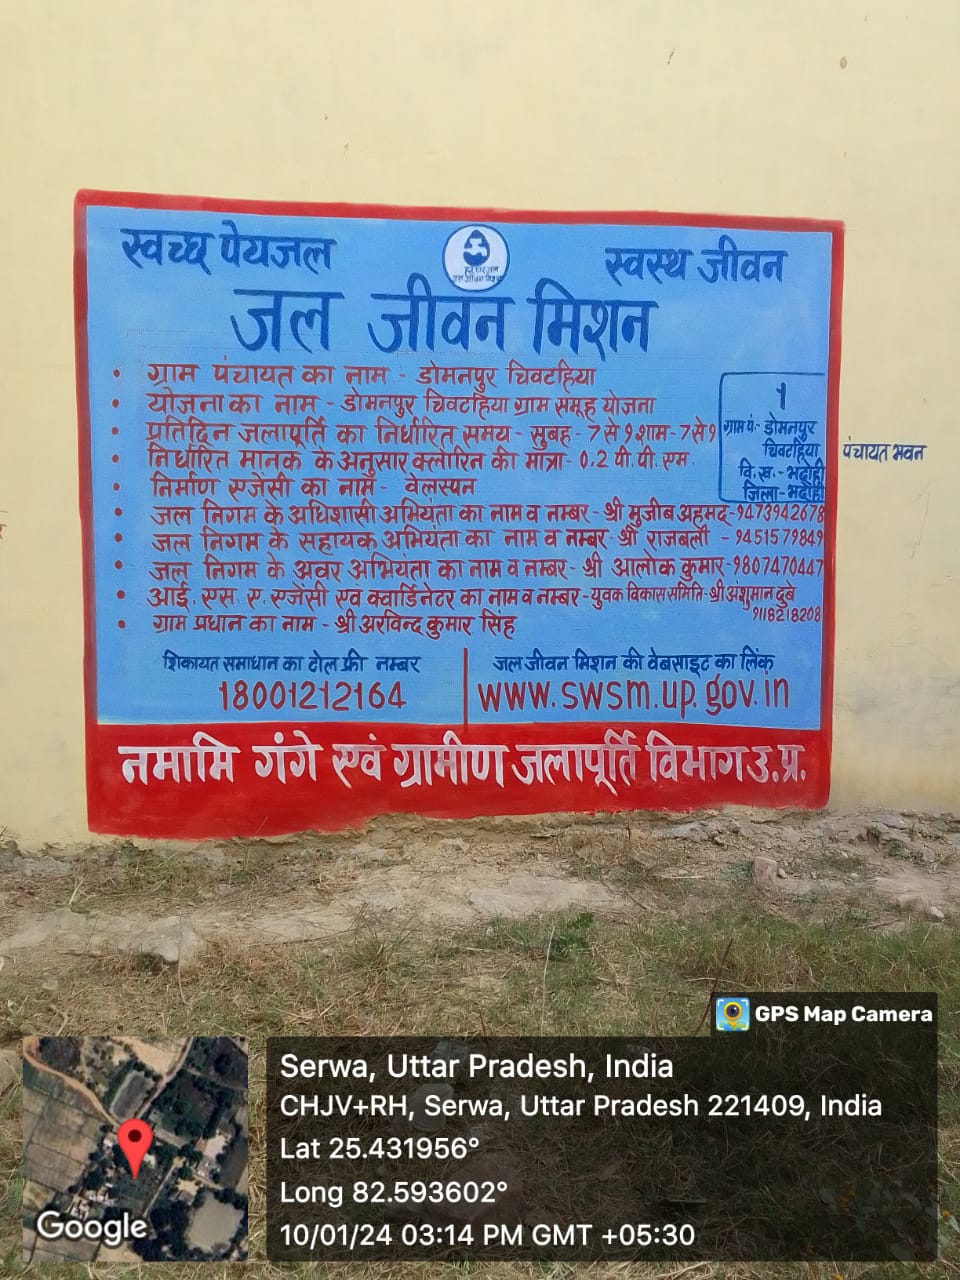 स्वच्छ पेयजल
स्वस्थ जीवन
हर घर जल
जल जीवन मिशन
जल जीवन मिशन
• ग्राम पंचायत का नाम - डोमनपुर चिवटहिया
• योजना का नाम - डोमनपुर चिवटहिया ग्राम समूह योजना
• प्रतिदिन जलापूर्ति का निर्धारित समय - सुबह - 7 से 9 शाम - 7 से 9
• निर्धारित मानक के अनुसार क्लारिन की मात्रा - 0.2 पी. पी. एम.
• निर्माण एजेंसी का नाम - वेलस्पन
1
ग्राम पं.- डोमनपुर
चिवटहिया
वि.ख.- भदोही
जिला - भदोही
पंचायत भवन
• जल निगम के अधिशासी अभियंता का नाम व नम्बर - श्री मुजीब अहमद - 9473942678
• जल निगम के सहायक अभियंता का नाम व नम्बर - श्री राजबली - 9451579849
• जल निगम के अवर अभियंता का नाम व नम्बर - श्री आलोक कुमार - 9807470447
• आई. एस. ए. एजेंसी एवं क्वार्डिनेटर का नाम व नम्बर - युवक विकास समिति - श्री अंशुमान दुबे
9118218208
• ग्राम प्रधान का नाम - श्री अरविन्द कुमार सिंह
शिकायत समाधान का टोल फ्री नम्बर
18001212164
जल जीवन मिशन की वेबसाइट का लिंक
www.swsm.up.gov.in
नमामि गंगे एवं ग्रामीण जलापूर्ति विभाग उ.प्र.
GPS Map Camera
Serwa, Uttar Pradesh, India
CHJV+RH, Serwa, Uttar Pradesh 221409, India
Lat 25.431956°
Long 82.593602°
10/01/24 03:14 PM GMT +05:30
Google